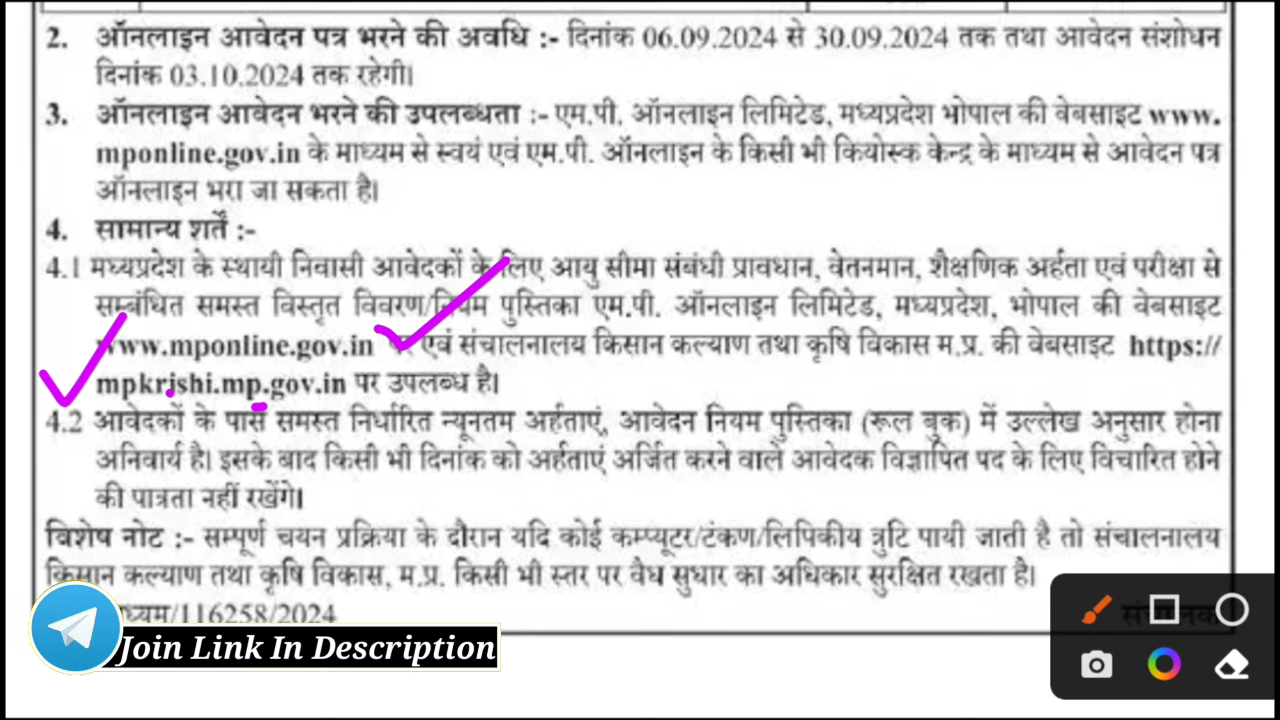 2. ऑनलाइन आवेदन पत्र भरने की अवधि :- दिनांक 06.09.2024 से 30.09.2024 तक तथा आवेदन संशोधन
दिनांक 03.10.2024 तक रहेगी।
3. ऑनलाइन आवेदन भरने की उपलब्धता :- एम.पी. ऑनलाइन लिमिटेड, मध्यप्रदेश भोपाल की वेबसाइट www.
mponline.gov.in के माध्यम से स्वयं एवं एम.पी. ऑनलाइन के किसी भी कियोस्क केन्द्र के माध्यम से आवेदन पत्र
ऑनलाइन भरा जा सकता है।
4. सामान्य शर्तें :-
4.1 मध्यप्रदेश के स्थायी निवासी आवेदकों के लिए आयु सीमा संबंधी प्रावधान, वेतनमान, शैक्षणिक अर्हता एवं परीक्षा से
सम्बंधित समस्त विस्तृत विवरण/नियम पुस्तिका एम.पी. ऑनलाइन लिमिटेड, मध्यप्रदेश, भोपाल की वेबसाइट
www.mponline.gov.in पर एवं संचालनालय किसान कल्याण तथा कृषि विकास म.प्र. की वेबसाइट https://
mpkrishi.mp.gov.in पर उपलब्ध है।
4.2 आवेदकों के पास समस्त निर्धारित न्यूनतम अर्हताएं, आवेदन नियम पुस्तिका (रूल बुक) में उल्लेख अनुसार होना
अनिवार्य है। इसके बाद किसी भी दिनांक को अर्हताएं अर्जित करने वाले आवेदक विज्ञापित पद के लिए विचारित होने
की पात्रता नहीं रखेंगे।
विशेष नोट :- सम्पूर्ण चयन प्रक्रिया के दौरान यदि कोई कम्प्यूटर/टंकण/लिपिकीय त्रुटि पायी जाती है तो संचालनालय
किसान कल्याण तथा कृषि विकास, म.प्र. किसी भी स्तर पर वैध सुधार का अधिकार सुरक्षित रखता है।
/116258/2024 संचालक
Join Link In Description